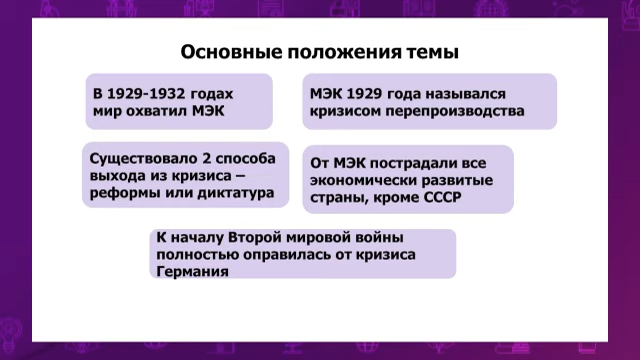 Основные положения темы
В 1929-1932 годах
мир охватил МЭК
МЭК 1929 года назывался
кризисом перепроизводства
Существовало 2 способа
выхода из кризиса –
реформы или диктатура
От МЭК пострадали все
экономически развитые
страны, кроме СССР
К началу Второй мировой войны
полностью оправилась от кризиса
Германия